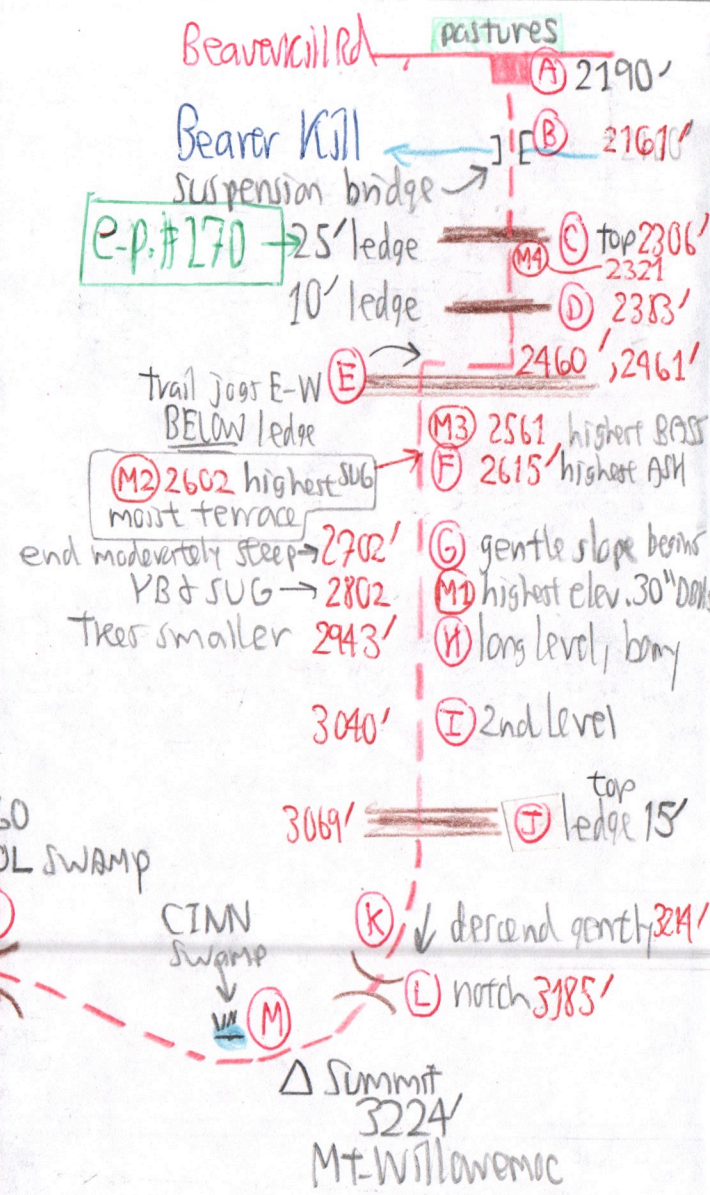 pastures
BeaverKill Rd
A 2190'
Beaver Kill
B 2161'
suspension bridge
e-p. #170 → 25' ledge
C top 2306'
M4 2321
10' ledge
D 2383'
2460', 2461'
trail jogs E-W E
BELOW ledge
M3 2561 highest BASS
F 2615' highest ASH
M2 2602 highest SUG
moist terrace
end moderately steep → 2702'
G gentle slope begins
YB & SUG → 2802
M1 highest elev. 30"
Trees smaller 2943'
H long level,
3040'
I 2nd level
top
3069'
J ledge 15'
60
OL SWAMP
CINN
Swamp
K descend gently 3214'
L notch 3185'
M
△ Summit
3224'
Mt-Willowemoc